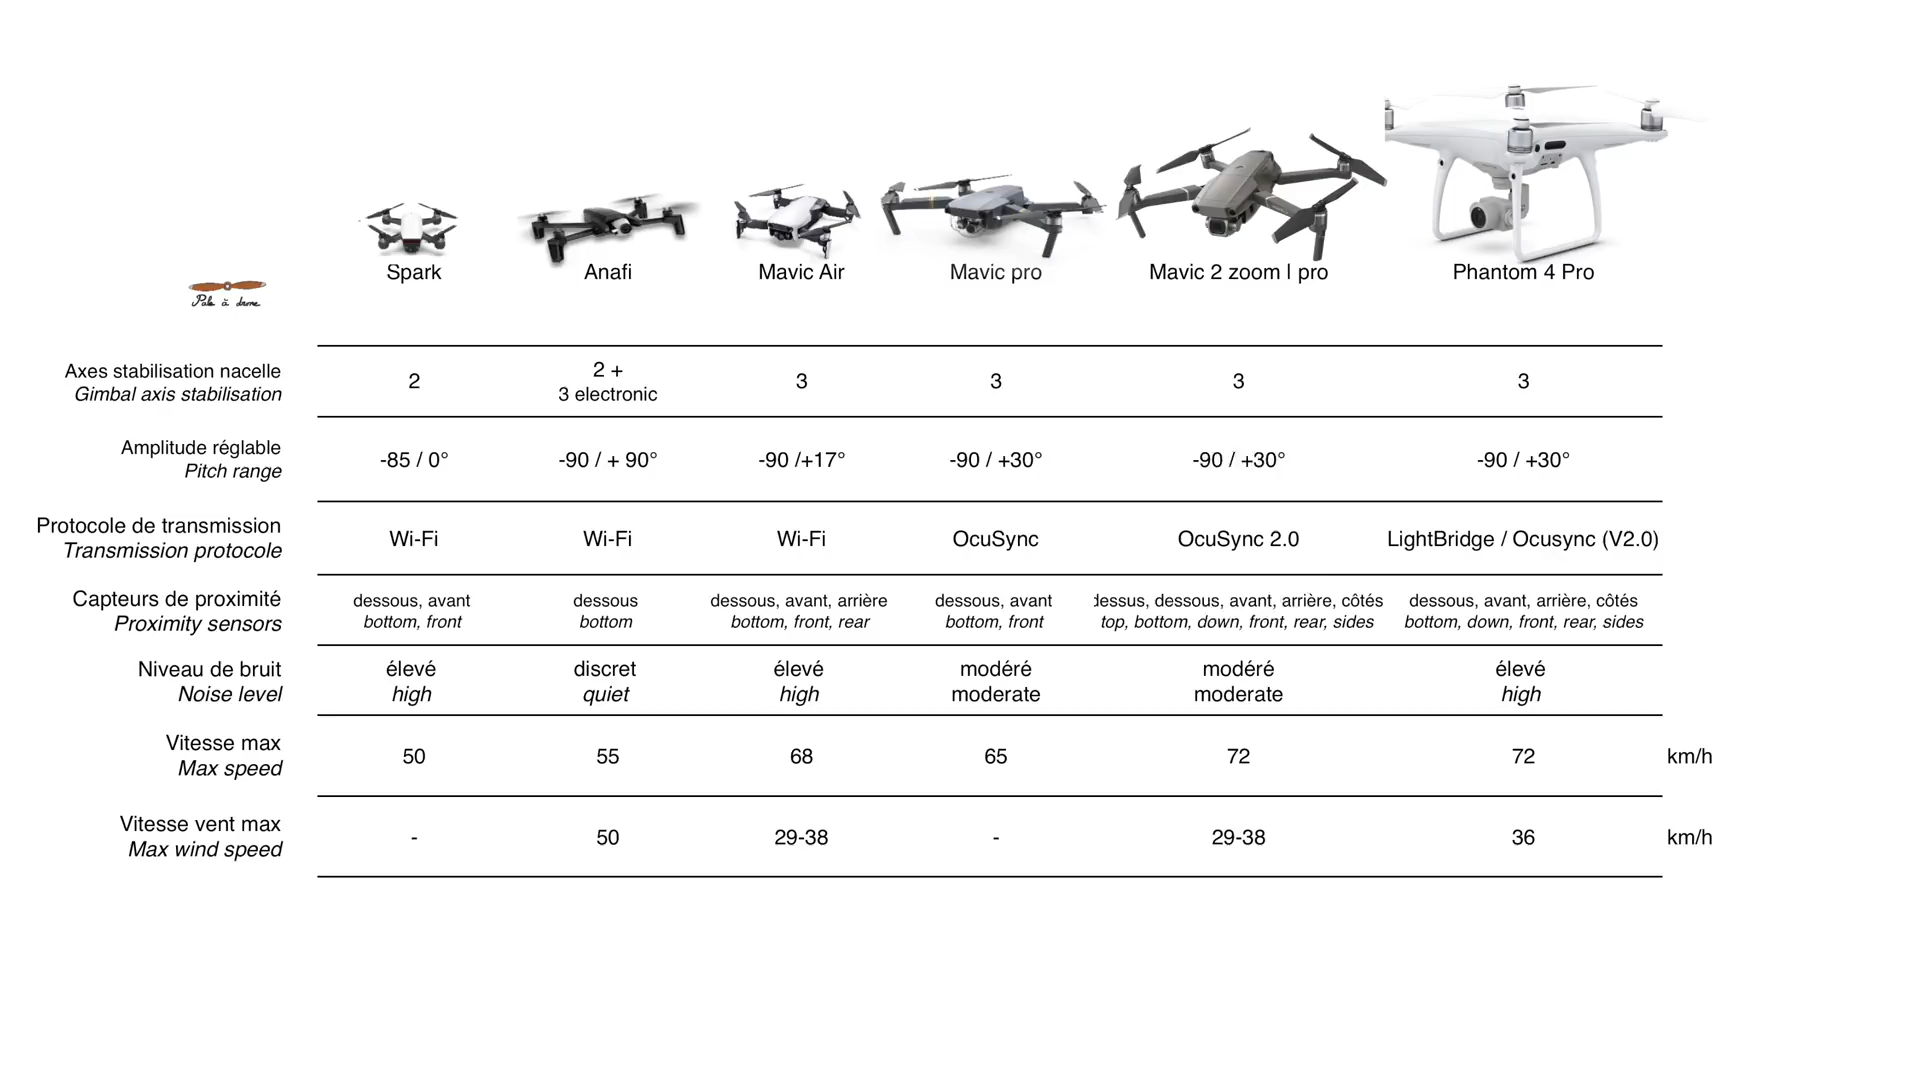 Spark Anafi Mavic Air Mavic pro Mavic 2 zoom l pro Phantom 4 Pro
Pale à drone
Axes stabilisation nacelle
Gimbal axis stabilisation
2 2 + 3 3 3 3
3 electronic
Amplitude réglable
Pitch range
-85 / 0° -90 / + 90° -90 /+17° -90 / +30° -90 / +30° -90 / +30°
Protocole de transmission
Transmission protocole
Wi-Fi Wi-Fi Wi-Fi OcuSync OcuSync 2.0 LightBridge / Ocusync (V2.0)
Capteurs de proximité
Proximity sensors
dessous, avant dessous dessous, avant, arrière dessous, avant dessus, dessous, avant, arrière, côtés dessous, avant, arrière, côtés
bottom, front bottom bottom, front, rear bottom, front top, bottom, down, front, rear, sides bottom, down, front, rear, sides
Niveau de bruit
Noise level
élevé discret élevé modéré modéré élevé
high quiet high moderate moderate high
Vitesse max
Max speed
50 55 68 65 72 72 km/h
Vitesse vent max
Max wind speed
- 50 29-38 - 29-38 36 km/h